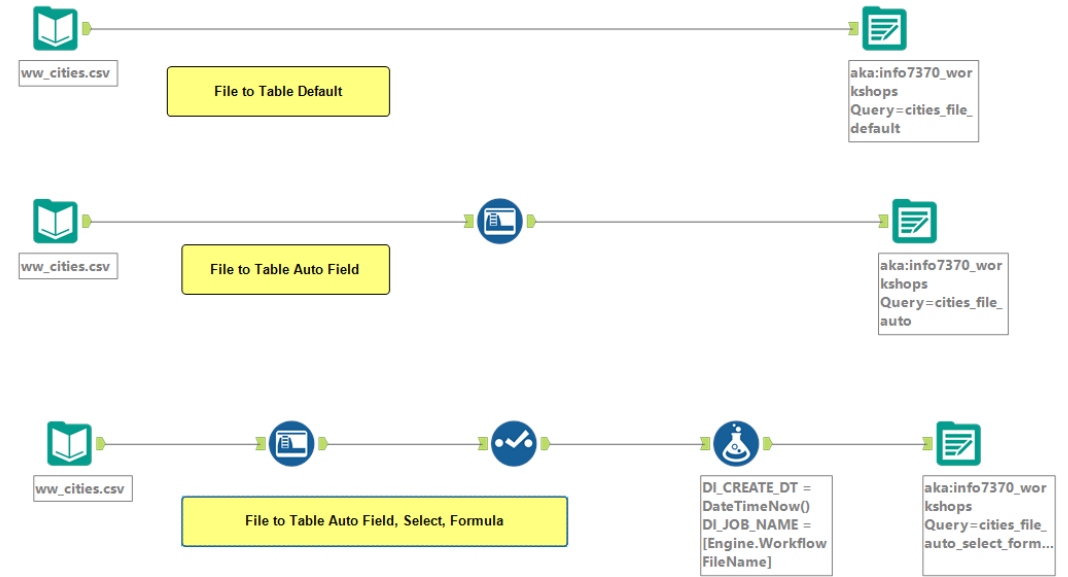 ww_cities.csv
File to Table Default
aka:info7370_wor
kshops
Query=cities_file_
default
ww_cities.csv
File to Table Auto Field
aka:info7370_wor
kshops
Query=cities_file_
auto
ww_cities.csv
File to Table Auto Field, Select, Formula
DI_CREATE_DT =
DateTimeNow()
DI_JOB_NAME =
[Engine.Workflow
FileName]
aka:info7370_wor
kshops
Query=cities_file_
auto_select_form...